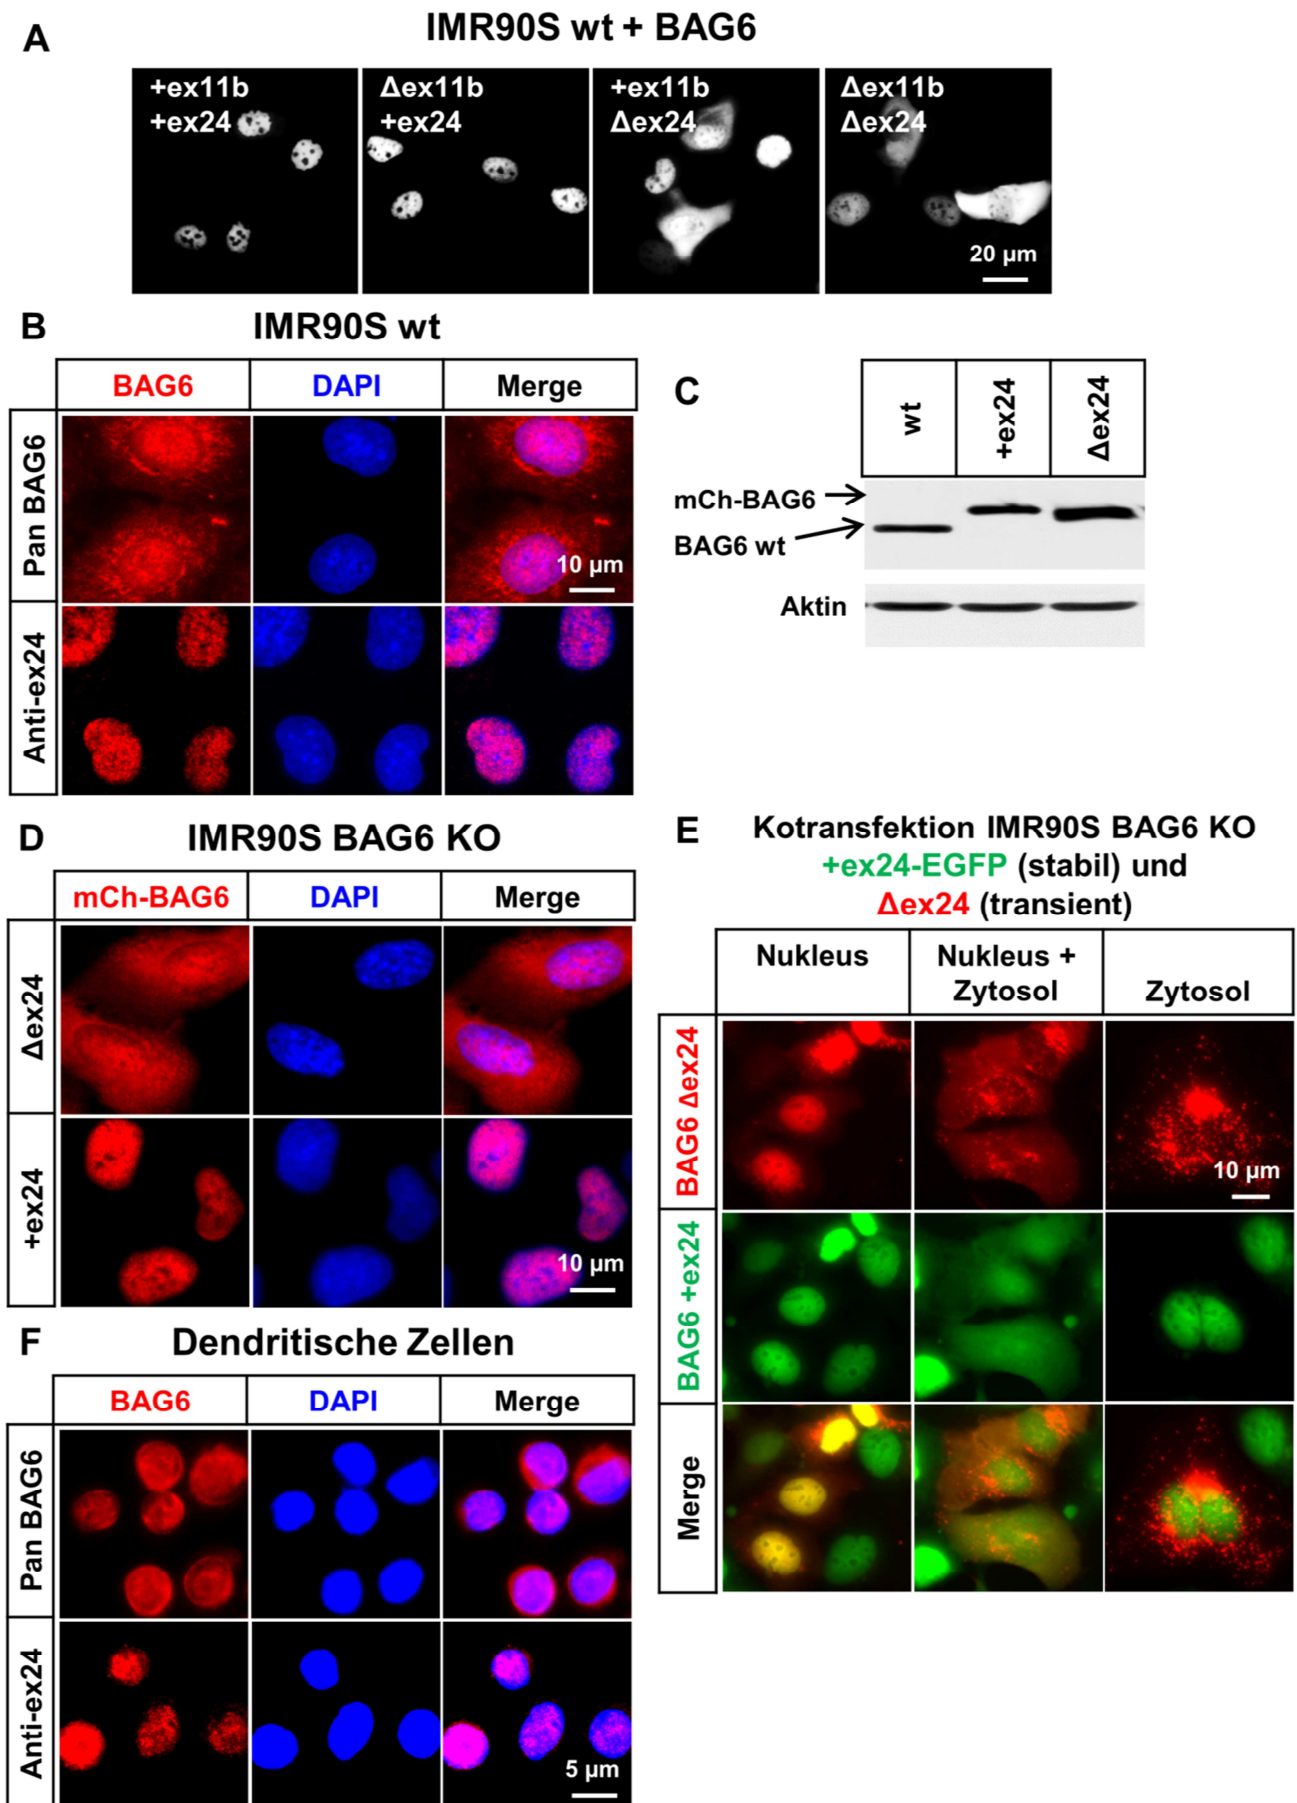 A
IMR90S wt + BAG6
+ex11b
+ex24
Δex11b
+ex24
+ex11b
Δex24
Δex11b
Δex24
20 µm
B
IMR90S wt
BAG6
DAPI
Merge
Pan BAG6
10 µm
Anti-ex24
C
wt
+ex24
Δex24
mCh-BAG6
BAG6 wt
Aktin
D
IMR90S BAG6 KO
mCh-BAG6
DAPI
Merge
Δex24
+ex24
10 µm
E
Kotransfektion IMR90S BAG6 KO
+ex24-EGFP (stabil) und
Δex24 (transient)
Nukleus
Nukleus +
Zytosol
Zytosol
BAG6 Δex24
10 µm
BAG6 +ex24
Merge
F
Dendritische Zellen
BAG6
DAPI
Merge
Pan BAG6
Anti-ex24
5 µm